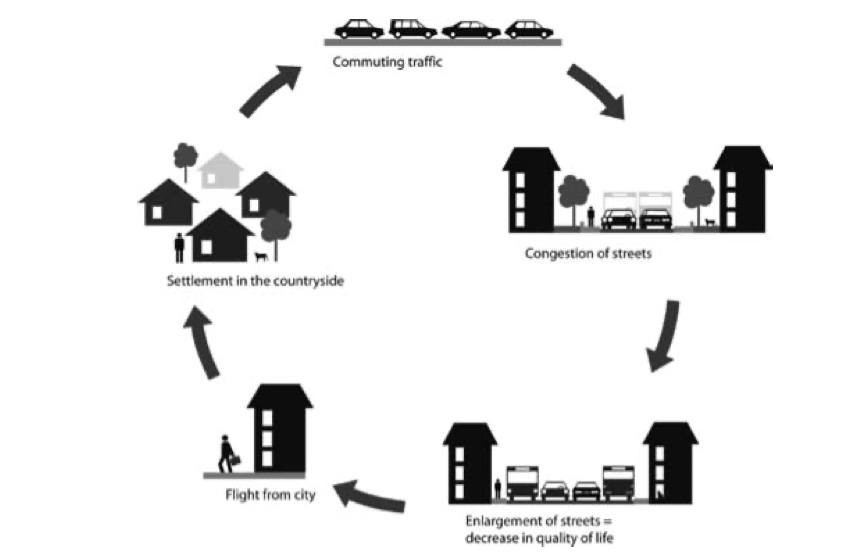 Commuting traffic
Congestion of streets
Enlargement of streets =
decrease in quality of life
Flight from city
Settlement in the countryside